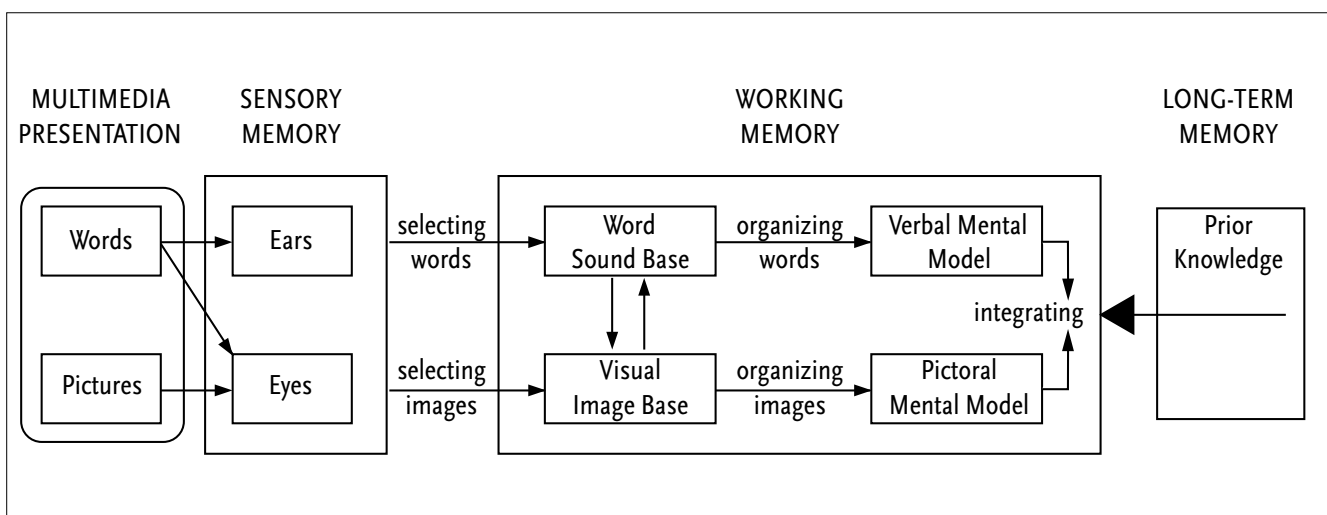 MULTIMEDIA
PRESENTATION
SENSORY
MEMORY
WORKING
MEMORY
LONG-TERM
MEMORY
Words
Ears
selecting
words
Word
Sound Base
organizing
words
Verbal Mental
Model
Prior
Knowledge
integrating
Pictures
Eyes
selecting
images
Visual
Image Base
organizing
images
Pictoral
Mental Model